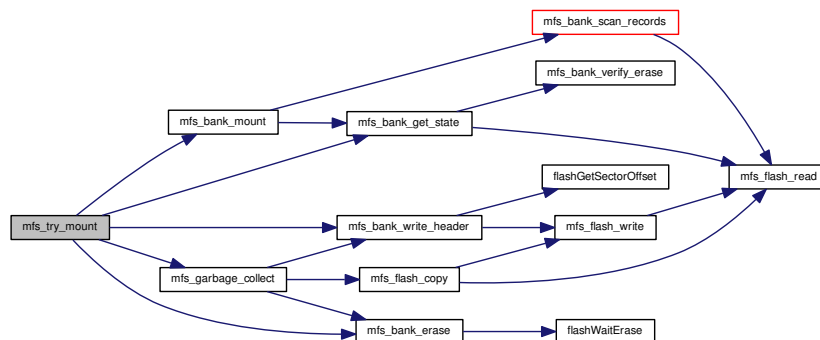 mfs_bank_scan_records
mfs_bank_verify_erase
mfs_bank_mount
mfs_bank_get_state
flashGetSectorOffset
mfs_flash_read
mfs_try_mount
mfs_bank_write_header
mfs_flash_write
mfs_garbage_collect
mfs_flash_copy
mfs_bank_erase
flashWaitErase